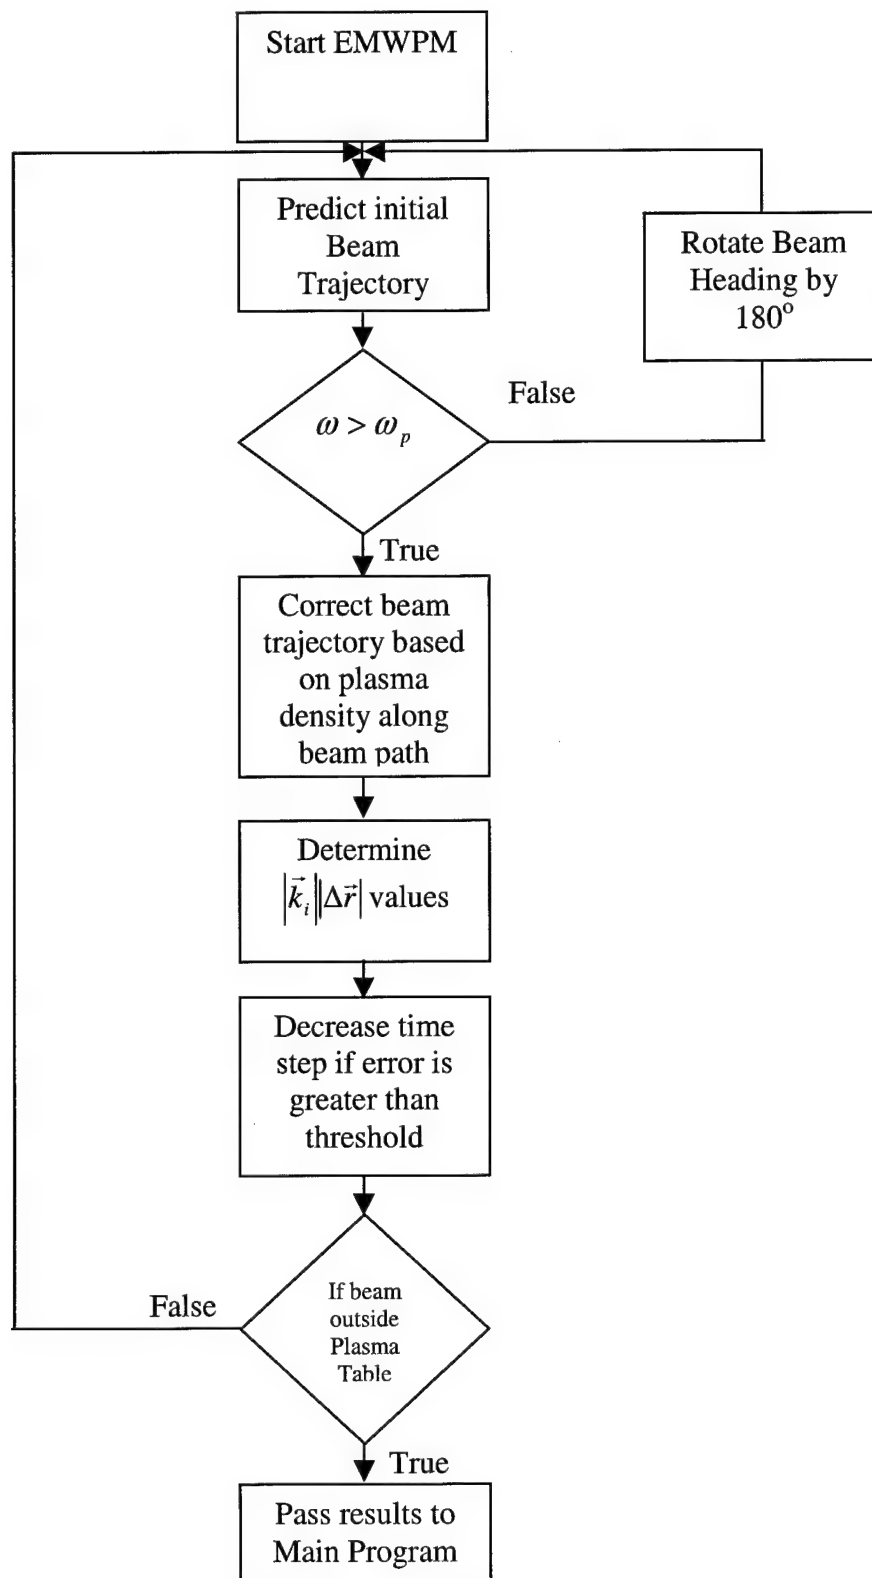 Start EMWPM
Predict initial
Beam
Trajectory
Rotate Beam
Heading by
180°
ω > ωₚ
False
True
Correct beam
trajectory based
on plasma
density along
beam path
Determine
|k⃗ᵢ||Δr⃗| values
Decrease time
step if error is
greater than
threshold
False
If beam
outside
Plasma
Table
True
Pass results to
Main Program